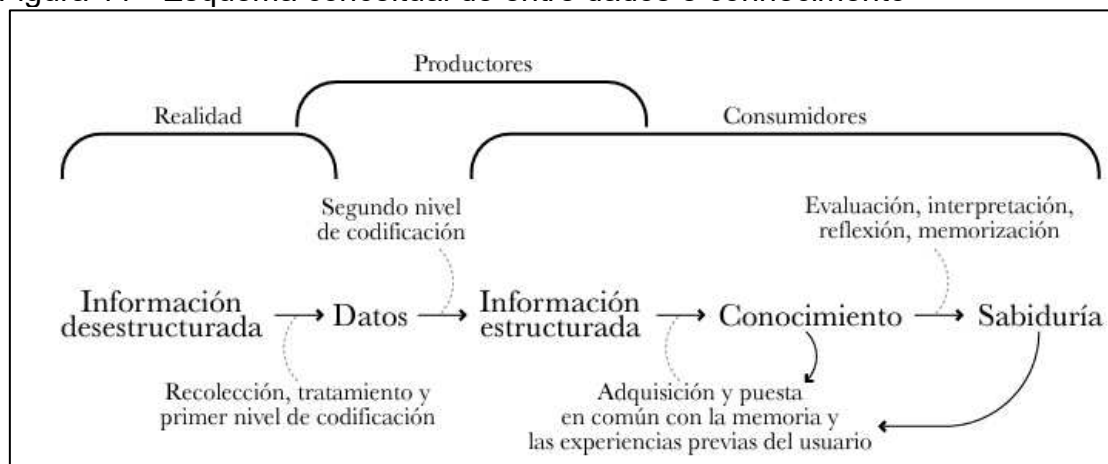 Productores
Realidad
Consumidores
Segundo nivel
de codificación
Evaluación, interpretación,
reflexión, memorización
Información
desestructurada
Datos
Información
estructurada
Conocimiento
Sabiduría
Recolección, tratamiento y
primer nivel de codificación
Adquisición y puesta
en común con la memoria y
las experiencias previas del usuario